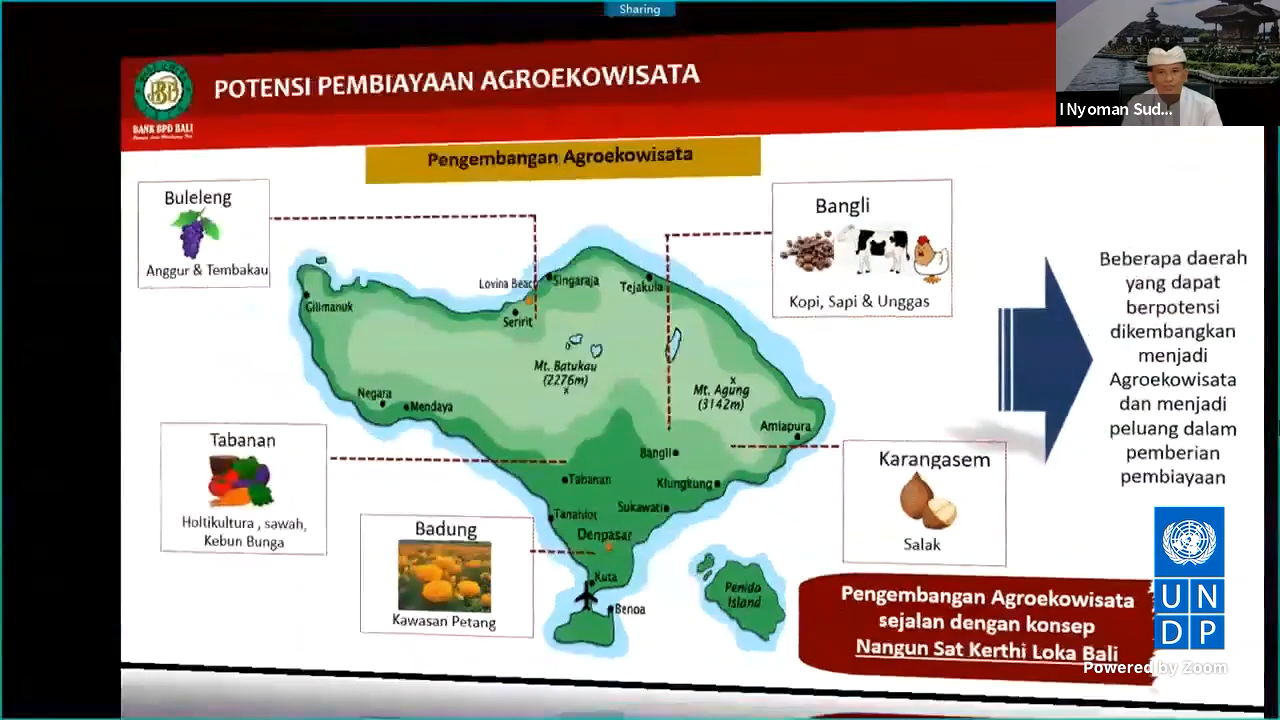 Sharing
I Nyoman Sud...
BANK BPD BALI
POTENSI PEMBIAYAAN AGROEKOWISATA
Pengembangan Agroekowisata
Buleleng
Anggur & Tembakau
Bangli
Kopi, Sapi & Unggas
Tabanan
Holtikultura , sawah,
Kebun Bunga
Badung
Kawasan Petang
Karangasem
Salak
Gilimanuk
Lovina Beac
Singaraja
Tejakula
Seririt
Mt. Batukau
(2276m)
Mt. Agung
(3142m)
Negara
Mendaya
Amlapura
Bangli
Tabanan
Klungkung
Sukawati
Tanahlot
Denpasar
Kuta
Benoa
Penida
Island
Beberapa daerah
yang dapat
berpotensi
dikembangkan
menjadi
Agroekowisata
dan menjadi
peluang dalam
pemberian
pembiayaan
Pengembangan Agroekowisata
sejalan dengan konsep
Nangun Sat Kerthi Loka Bali
U N
D P
Powered by Zoom